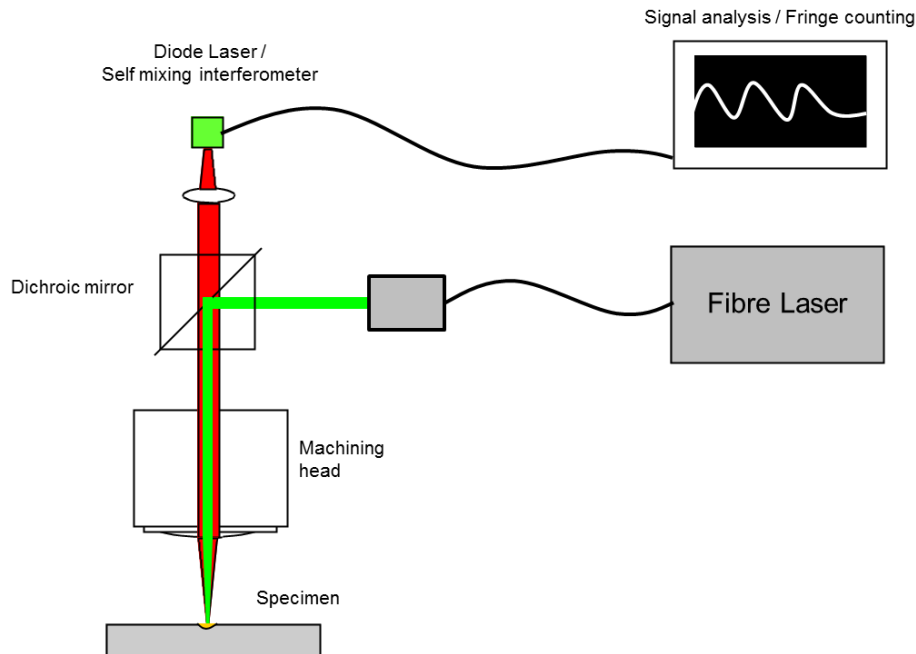 Signal analysis / Fringe counting
Diode Laser /
Self mixing interferometer
Dichroic mirror
Fibre Laser
Machining
head
Specimen